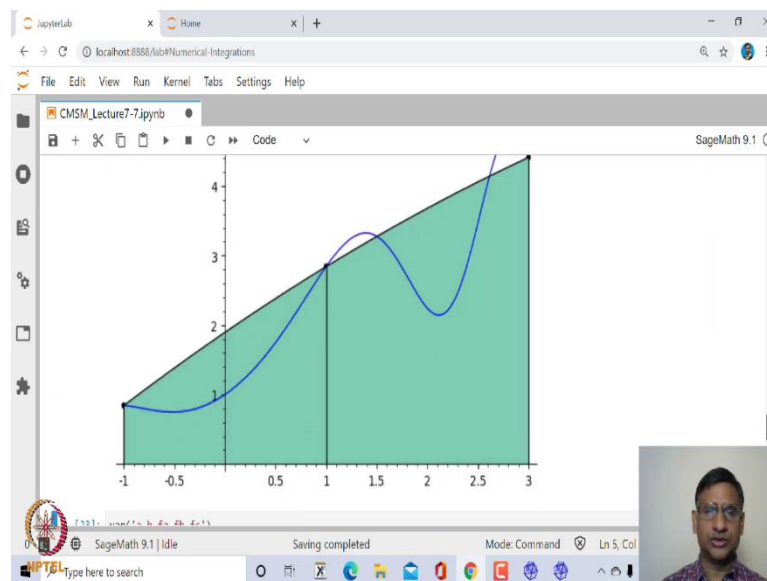 JupyterLab
Home
localhost:8888/lab#Numerical-Integrations
File Edit View Run Kernel Tabs Settings Help
CMSM_Lecture7-7.ipynb
Code
SageMath 9.1
4
3
2
1
-1 -0.5 0.5 1 1.5 2 2.5 3
SageMath 9.1 | Idle Saving completed Mode: Command Ln 5, Col
NPTEL
Type here to search